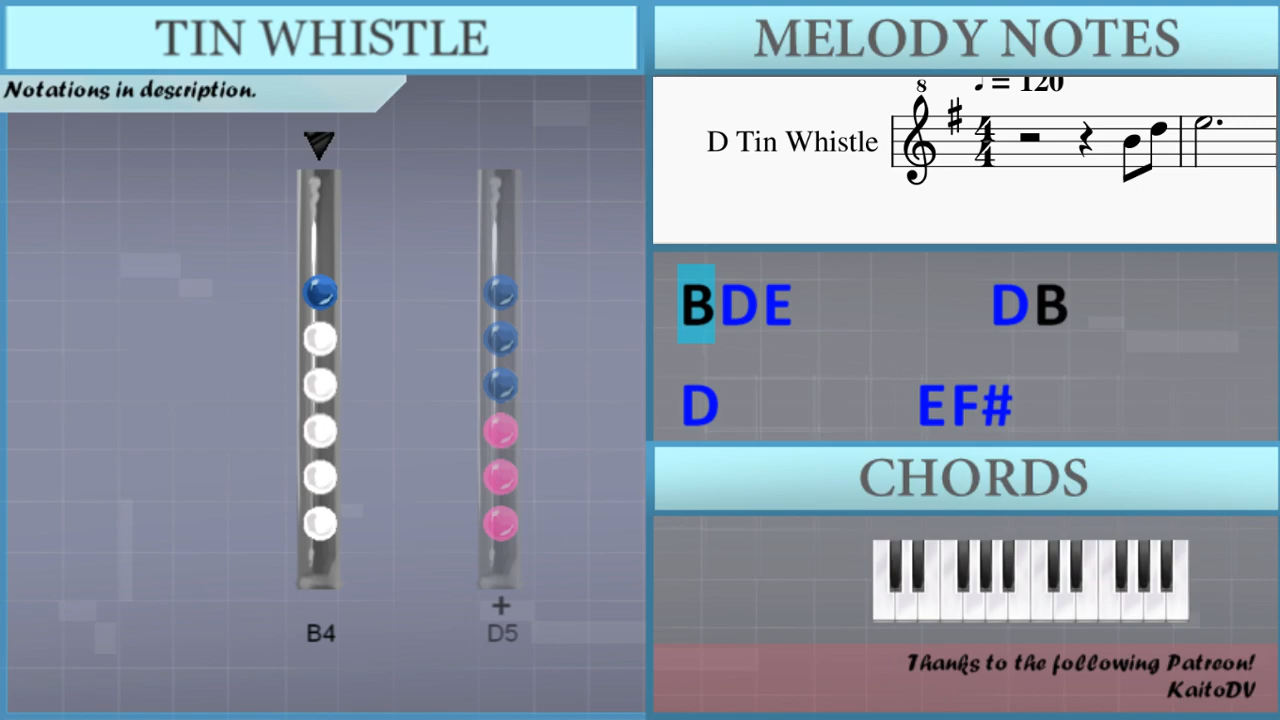 TIN WHISTLE
Notations in description.
B4
+
D5
MELODY NOTES
8
♩ = 120
D Tin Whistle
4
4
BDE DB
D EF#
CHORDS
Thanks to the following Patreon!
KaitoDV